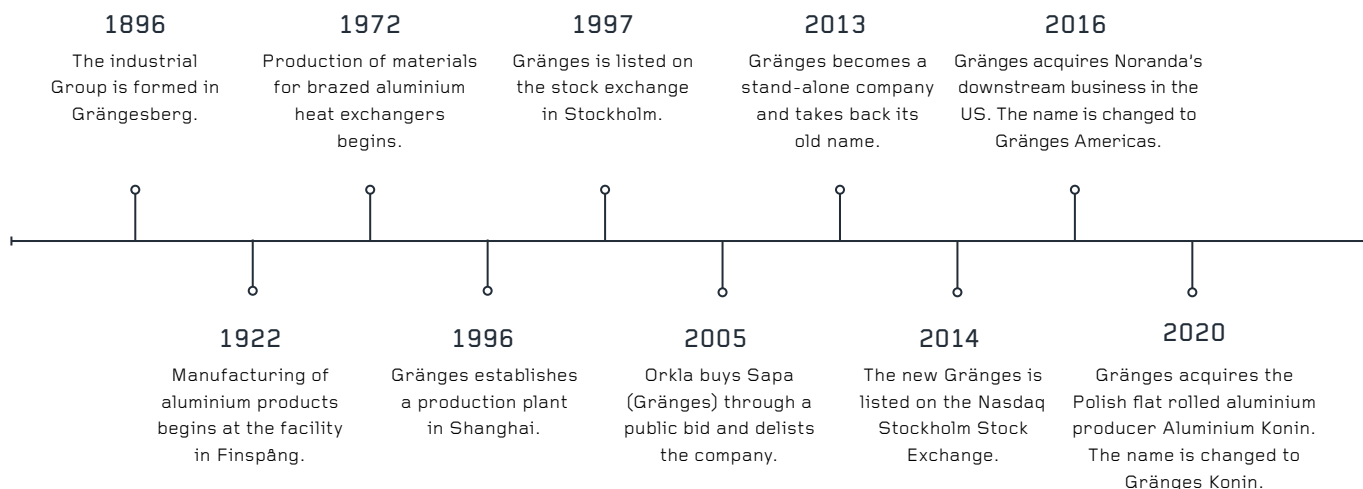 1896
The industrial
Group is formed in
Grängesberg.
1972
Production of materials
for brazed aluminium
heat exchangers
begins.
1997
Gränges is listed on
the stock exchange
in Stockholm.
2013
Gränges becomes a
stand-alone company
and takes back its
old name.
2016
Gränges acquires Noranda's
downstream business in the
US. The name is changed to
Gränges Americas.
1922
Manufacturing of
aluminium products
begins at the facility
in Finspång.
1996
Gränges establishes
a production plant
in Shanghai.
2005
Orkla buys Sapa
(Gränges) through a
public bid and delists
the company.
2014
The new Gränges is
listed on the Nasdaq
Stockholm Stock
Exchange.
2020
Gränges acquires the
Polish flat rolled aluminium
producer Aluminium Konin.
The name is changed to
Gränges Konin.